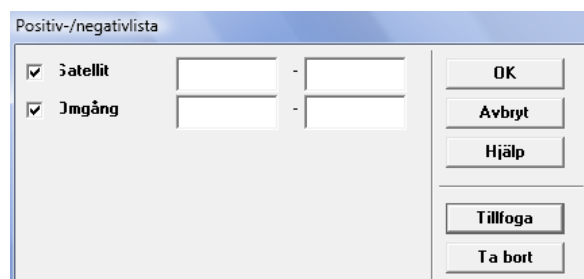 Positiv-/negativlista
Satellit - OK
Omgång - Avbryt
Hjälp
Tillfoga
Ta bort